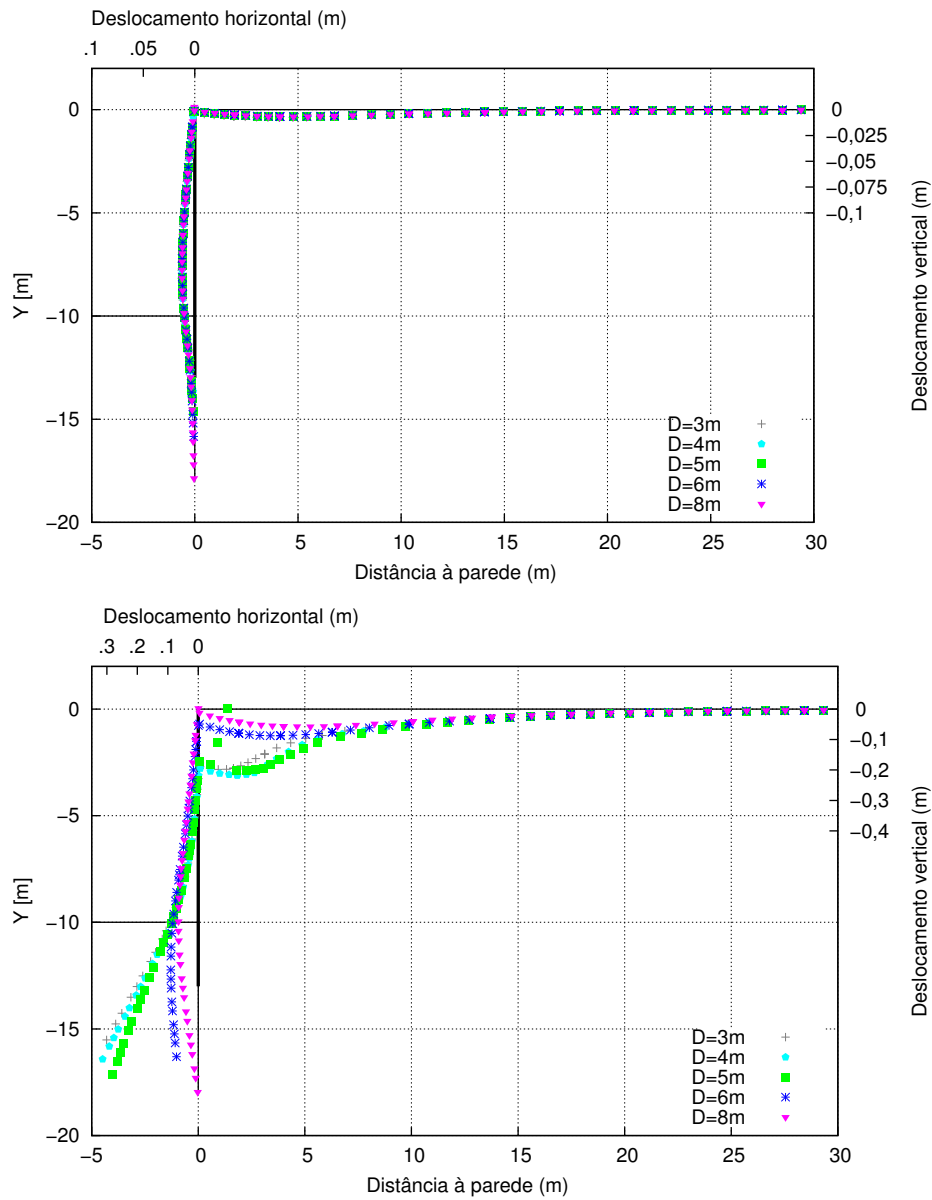 Deslocamento horizontal (m)
.1 .05 0
0 0
−0,025
−0,05
−0,075
−5 −0,1
Y [m]
Deslocamento vertical (m)
−10
−15 D=3m
D=4m
D=5m
D=6m
D=8m
−20
−5 0 5 10 15 20 25 30
Distância à parede (m)
Deslocamento horizontal (m)
.3 .2 .1 0
0 0
−0,1
−0,2
−0,3
−5 −0,4
Y [m]
Deslocamento vertical (m)
−10
−15
D=3m
D=4m
D=5m
D=6m
D=8m
−20
−5 0 5 10 15 20 25 30
Distância à parede (m)